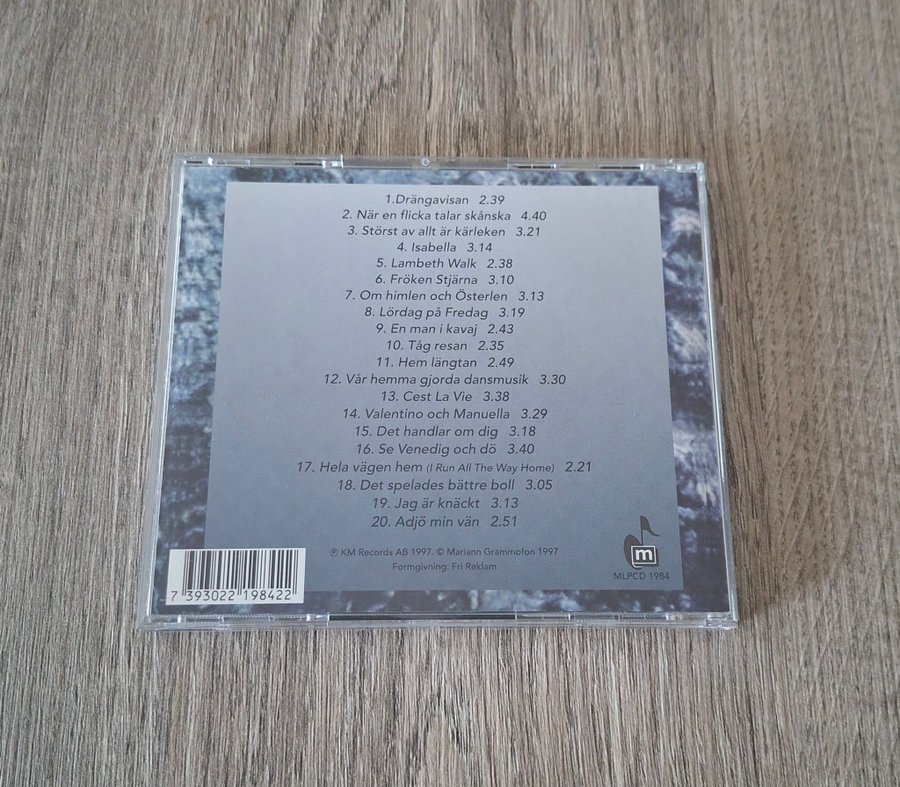 1.Drängavisan 2.39
2. När en flicka talar skånska 4.40
3. Störst av allt är kärleken 3.21
4. Isabella 3.14
5. Lambeth Walk 2.38
6. Fröken Stjärna 3.10
7. Om himlen och Österlen 3.13
8. Lördag på Fredag 3.19
9. En man i kavaj 2.43
10. Tåg resan 2.35
11. Hem längtan 2.49
12. Vår hemma gjorda dansmusik 3.30
13. Cest La Vie 3.38
14. Valentino och Manuella 3.29
15. Det handlar om dig 3.18
16. Se Venedig och dö 3.40
17. Hela vägen hem (I Run All The Way Home) 2.21
18. Det spelades bättre boll 3.05
19. Jag är knäckt 3.13
20. Adjö min vän 2.51
℗ KM Records AB 1997. © Mariann Grammofon 1997
Formgivning: Fri Reklam
m
MLPCD 1984
7 393022 198422